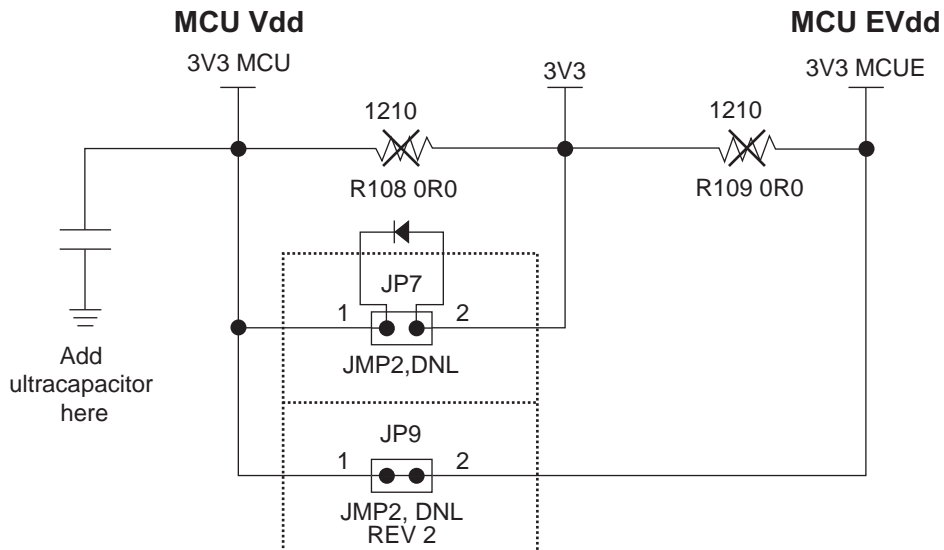 MCU Vdd
MCU EVdd
3V3 MCU
3V3
3V3 MCUE
1210
1210
R108 0R0
R109 0R0
JP7
1
2
JMP2,DNL
Add
ultracapacitor
here
JP9
1
2
JMP2, DNL
REV 2